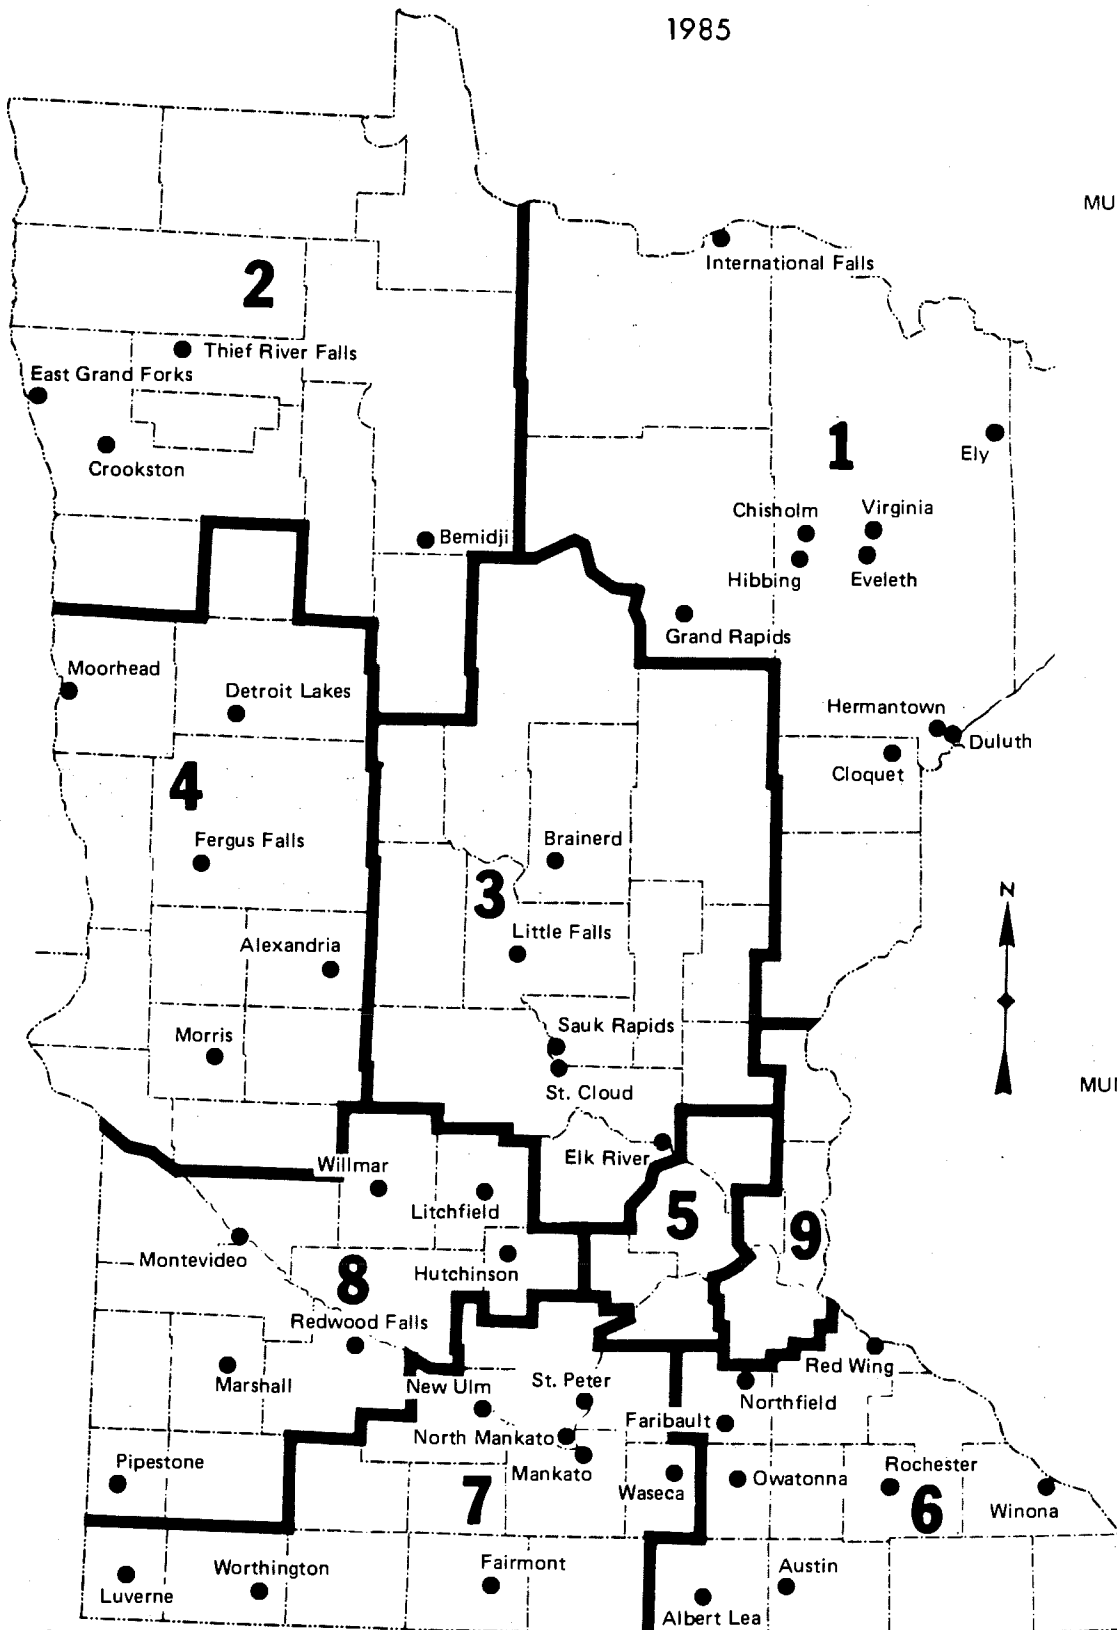 1985
MU
International Falls
2
Thief River Falls
East Grand Forks
Crookston
1
Ely
Chisholm
Virginia
Bemidji
Hibbing
Eveleth
Grand Rapids
Moorhead
Detroit Lakes
Hermantown
Duluth
Cloquet
4
Fergus Falls
Brainerd
3
N
Little Falls
Alexandria
Sauk Rapids
Morris
St. Cloud
MUI
Elk River
Willmar
Litchfield
5
9
Montevideo
Hutchinson
8
Redwood Falls
Red Wing
Marshall
New Ulm
St. Peter
Northfield
Faribault
North Mankato
Mankato
Pipestone
Waseca
Owatonna
Rochester
7
6
Winona
Luverne
Worthington
Fairmont
Austin
Albert Lea